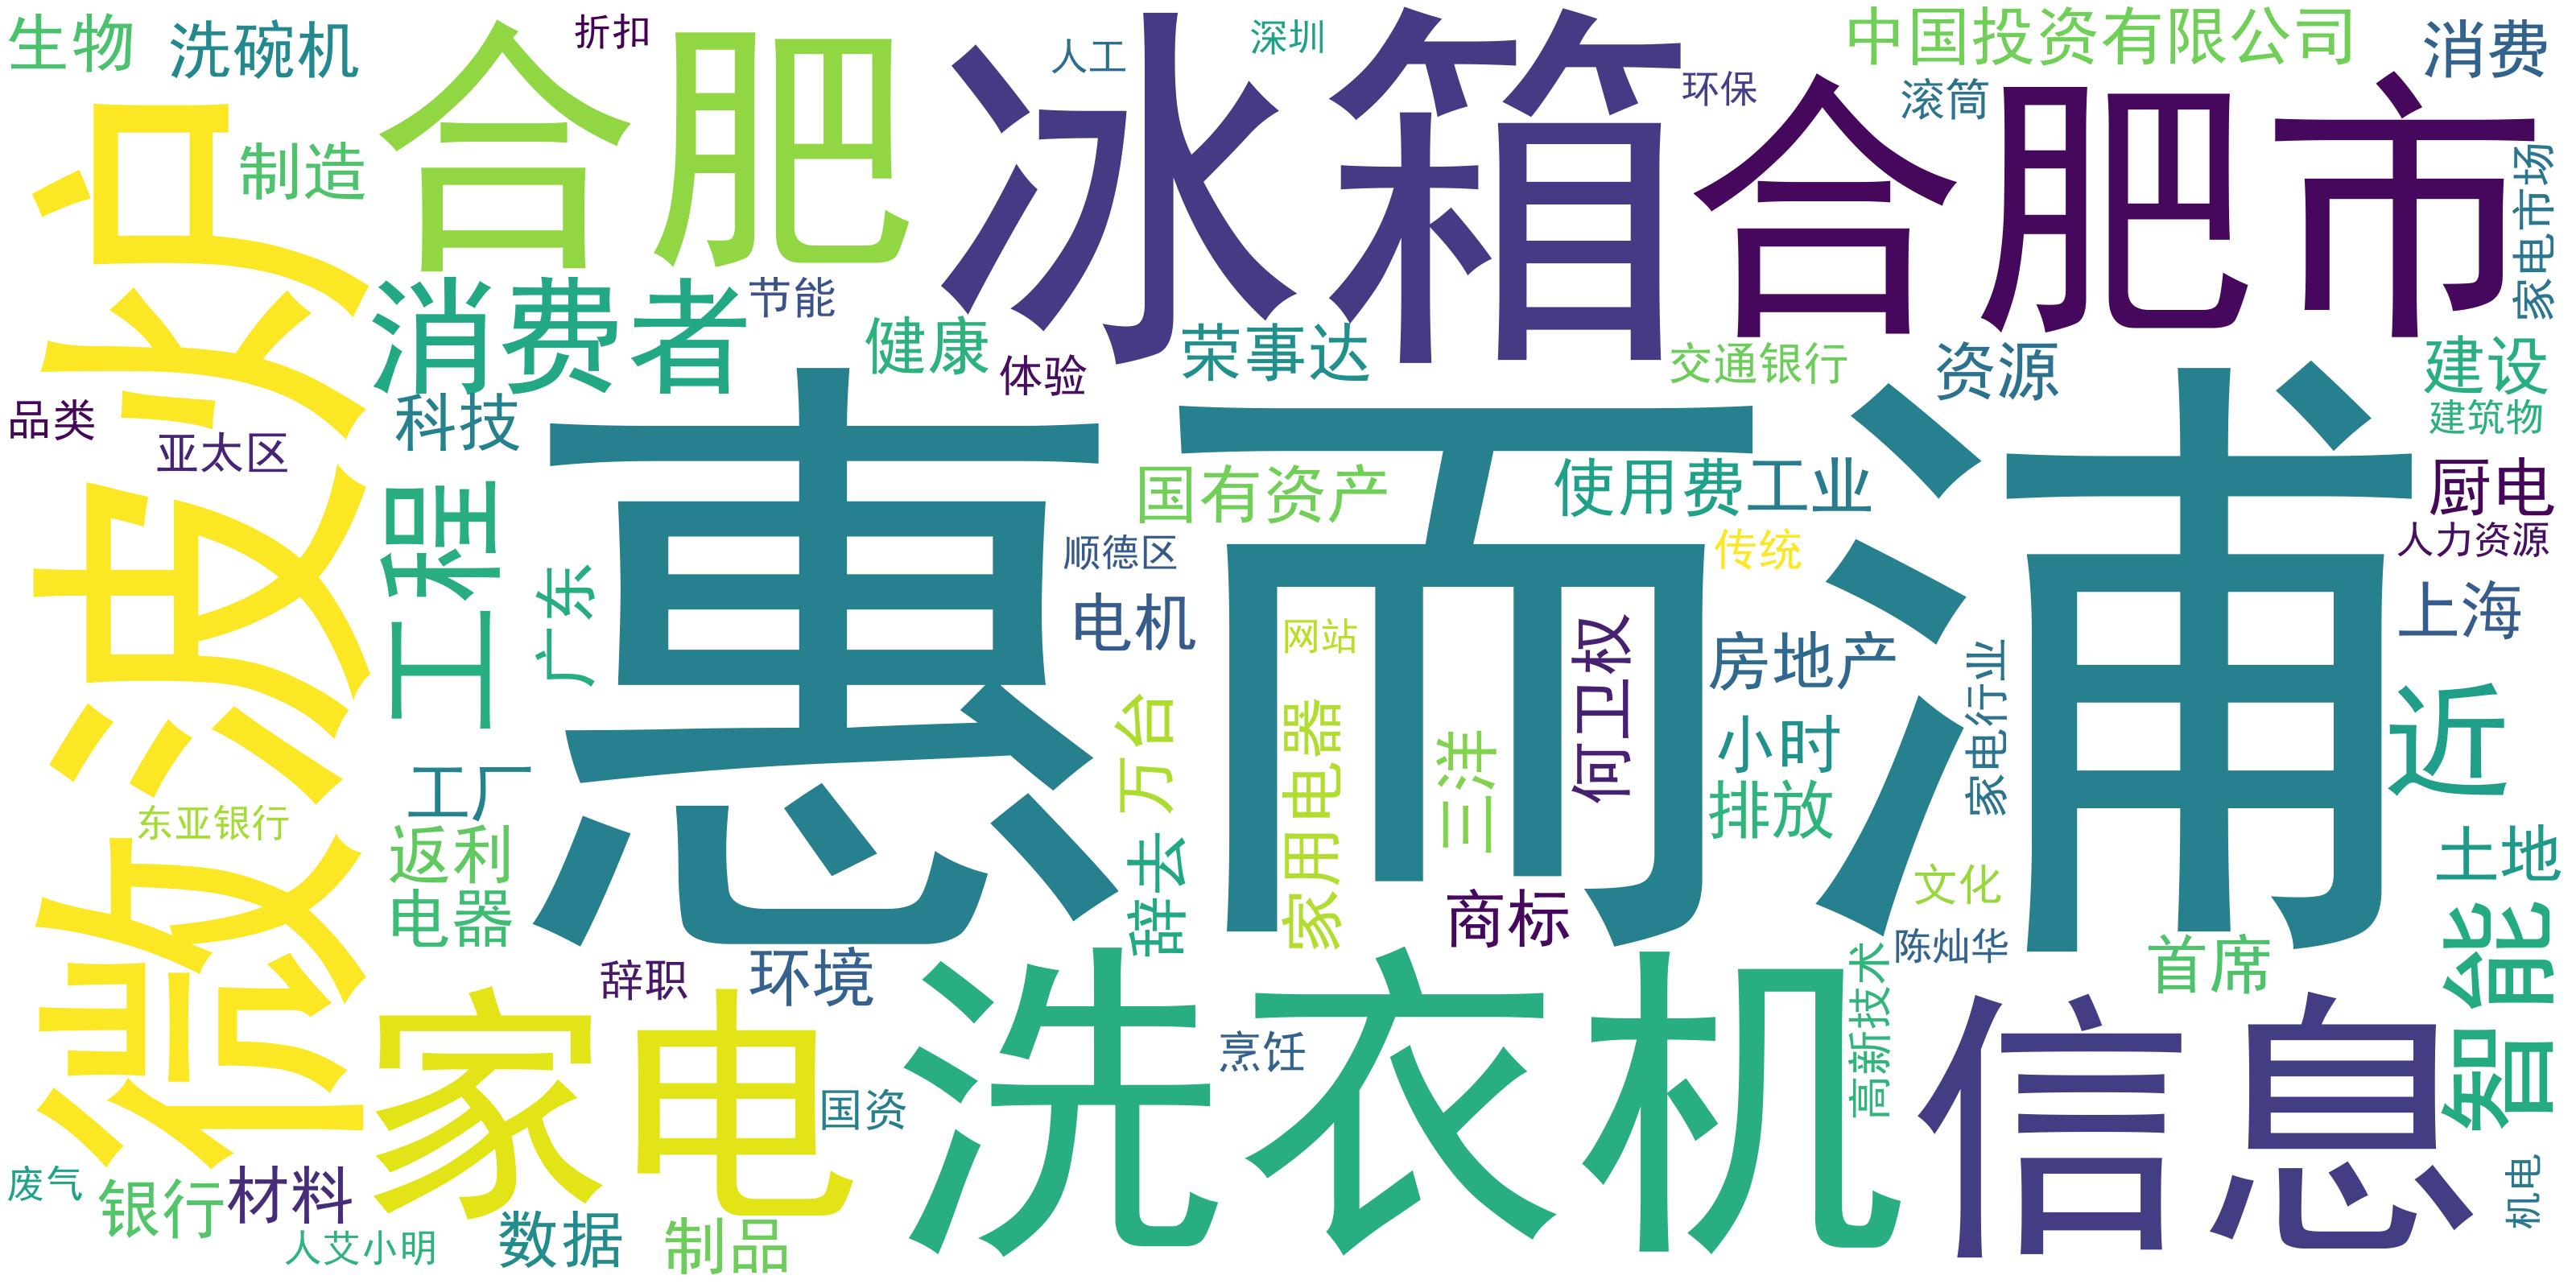 生物
洗碗机
折扣
人工
深圳
中国投资有限公司
消费
合肥
冰箱
环保
滚筒
合肥市
家电市场
制造
微波炉
消费者
节能
健康
体验
荣事达
交通银行
资源
建设
建筑物
品类
亚太区
科技
惠而浦
国有资产
使用费
工业
厨电
人力资源
工程
广东
顺德区
电机
传统
上海
网站
何卫权
房地产
家电行业
近
万台
家用电器
三洋
小时
排放
工厂
东亚银行
返利
电器
辞去
商标
文化
土地
智能
辞职
环境
陈灿华
首席
高新技术
家电
洗衣机
信息
国资
烹饪
废气
银行
材料
人艾小明
数据
制品
机电